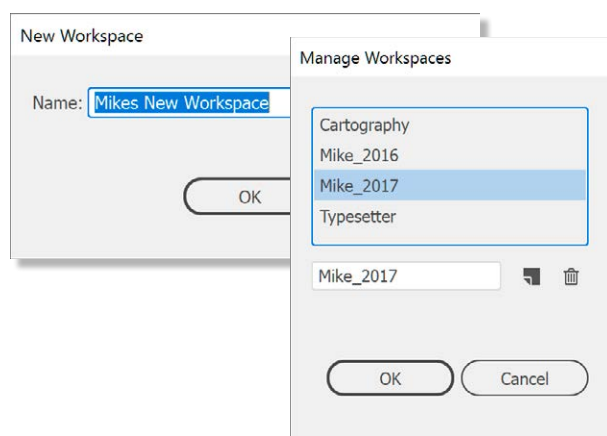 New Workspace
Name: Mikes New Workspace
OK
Manage Workspaces
Cartography
Mike_2016
Mike_2017
Typesetter
Mike_2017
OK
Cancel